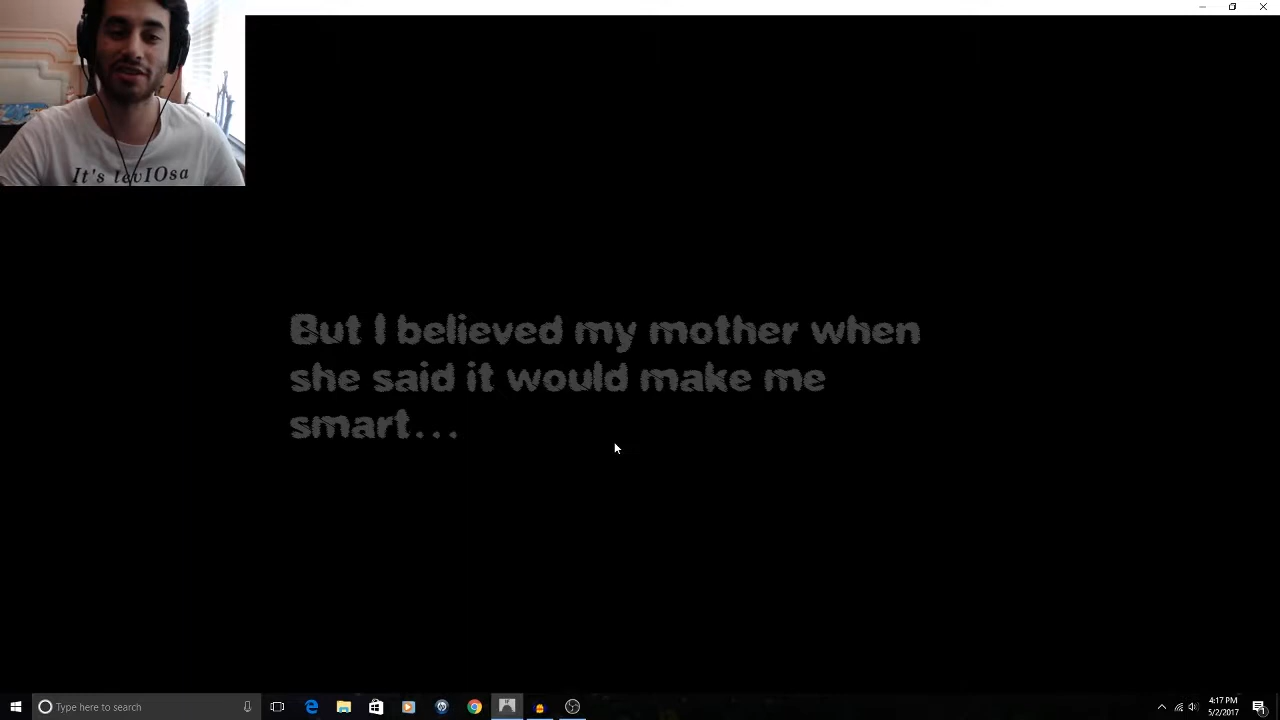 It's levIOsa
But I believed my mother when
she said it would make me
smart...
Type here to search
4:17 PM
5/2/2017